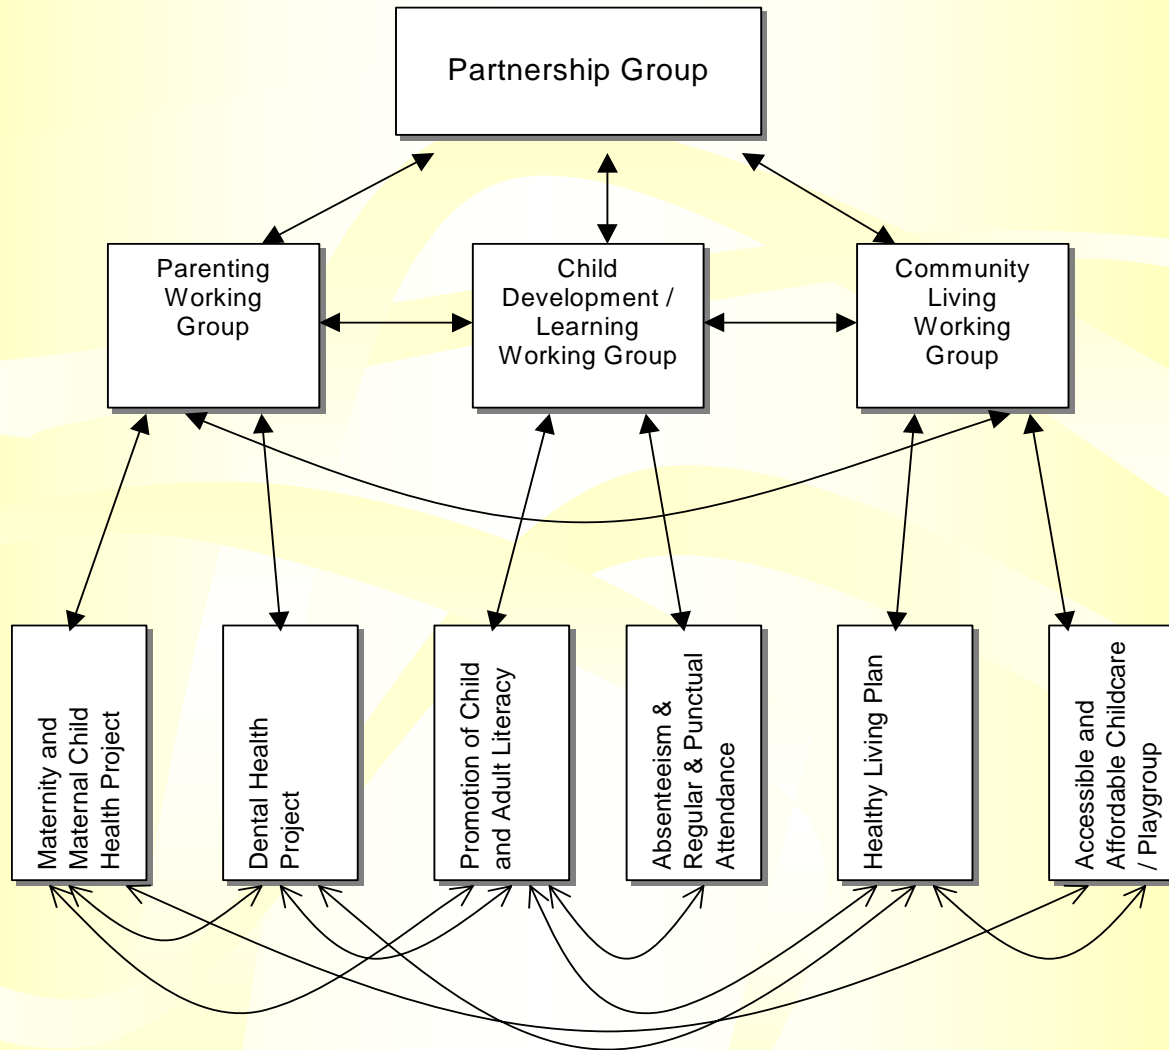 Partnership Group
Parenting
Working
Group
Child
Development /
Learning
Working Group
Community
Living
Working
Group
Maternity and
Maternal Child
Health Project
Dental Health
Project
Promotion of Child
and Adult Literacy
Absenteeism &
Regular & Punctual
Attendance
Healthy Living Plan
Accessible and
Affordable Childcare
/ Playgroup